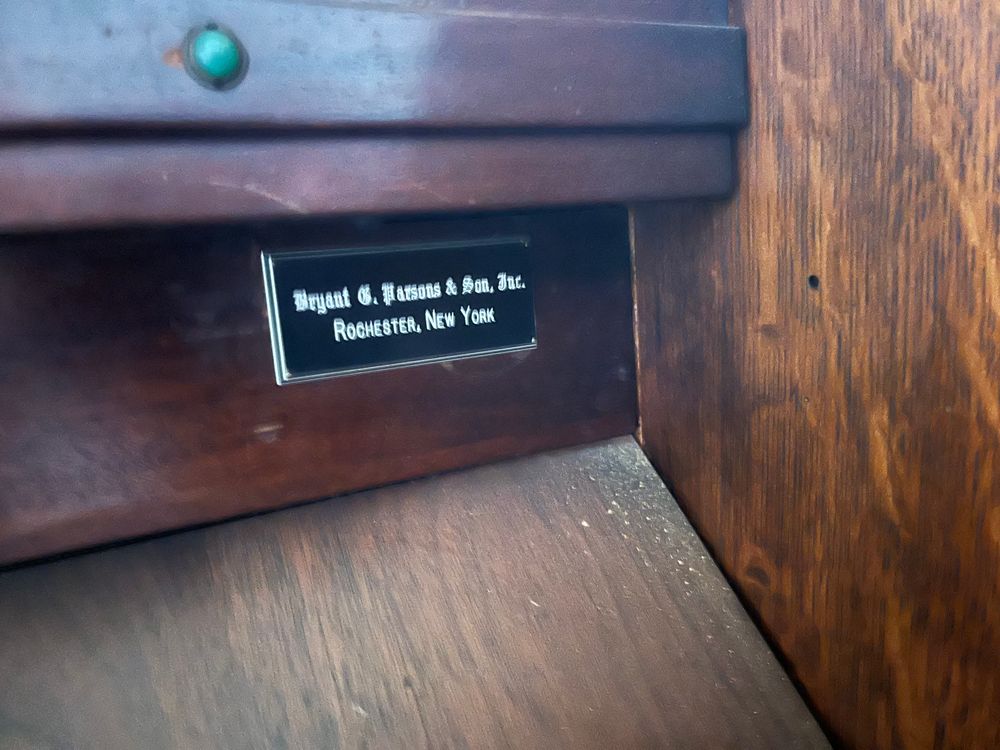 Bryant G. Parsons & Son, Inc.
Rochester, New York